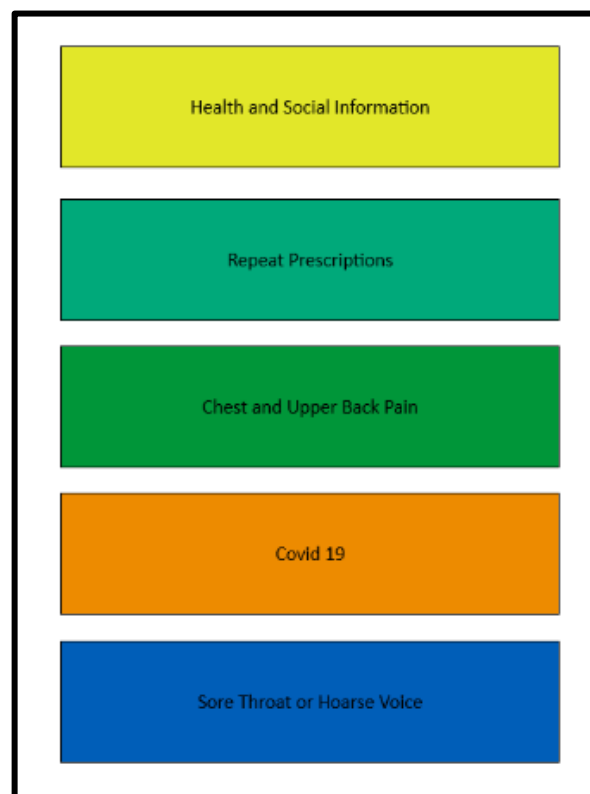 Health and Social Information
Repeat Prescriptions
Chest and Upper Back Pain
Covid 19
Sore Throat or Hoarse Voice